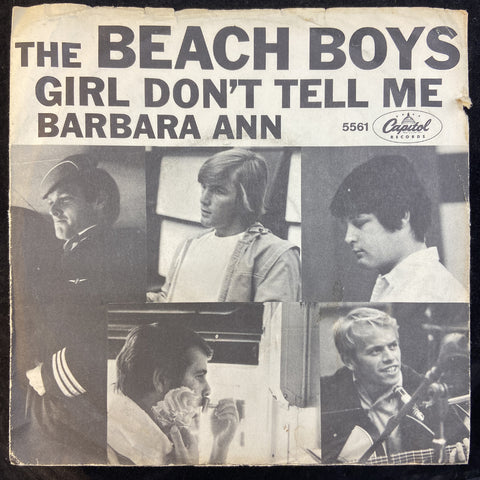 THE BEACH BOYS
GIRL DON'T TELL ME
BARBARA ANN
5561 Capitol
RECORDS